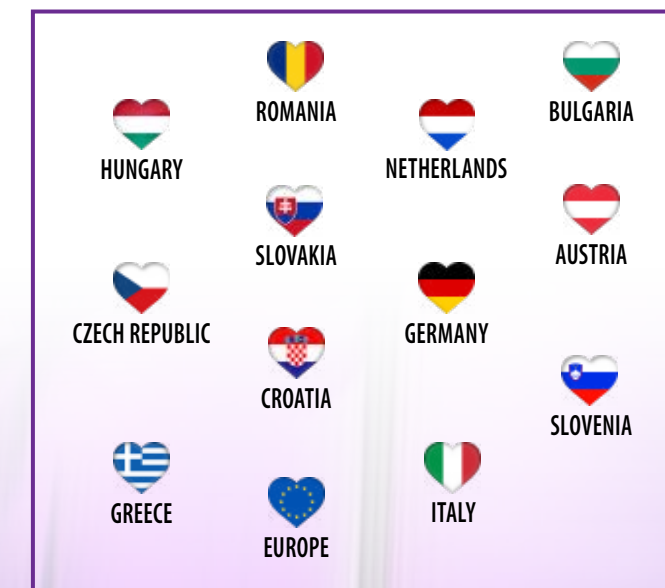 ROMANIA
BULGARIA
HUNGARY
NETHERLANDS
SLOVAKIA
AUSTRIA
CZECH REPUBLIC
GERMANY
CROATIA
SLOVENIA
GREECE
ITALY
EUROPE